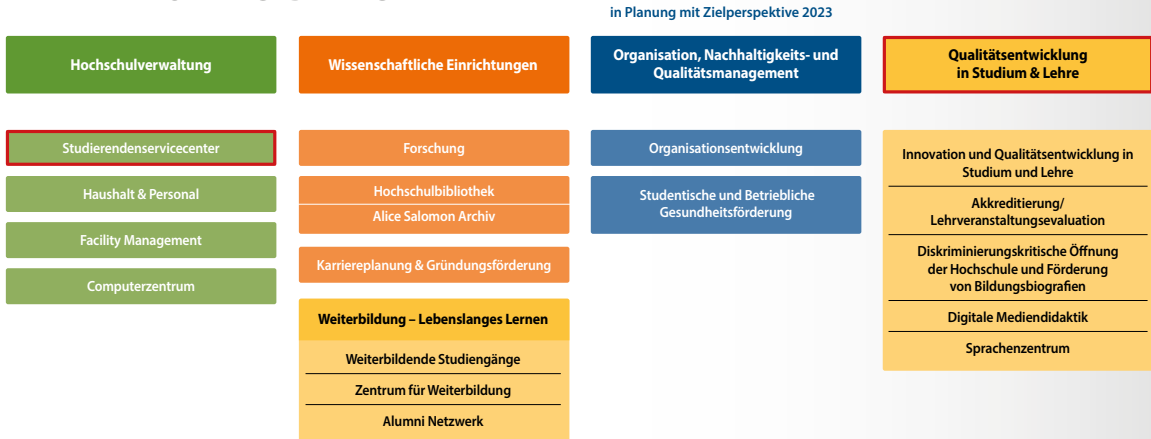 in Planung mit Zielperspektive 2023
Hochschulverwaltung
Studierendenservicecenter
Haushalt & Personal
Facility Management
Computerzentrum
Wissenschaftliche Einrichtungen
Forschung
Hochschulbibliothek
Alice Salomon Archiv
Karriereplanung & Gründungsförderung
Weiterbildung – Lebenslanges Lernen
Weiterbildende Studiengänge
Zentrum für Weiterbildung
Alumni Netzwerk
Organisation, Nachhaltigkeits- und
Qualitätsmanagement
Organisationsentwicklung
Studentische und Betriebliche
Gesundheitsförderung
Qualitätsentwicklung
in Studium & Lehre
Innovation und Qualitätsentwicklung in
Studium und Lehre
Akkreditierung/
Lehrveranstaltungsevaluation
Diskriminierungskritische Öffnung
der Hochschule und Förderung
von Bildungsbiografien
Digitale Mediendidaktik
Sprachenzentrum